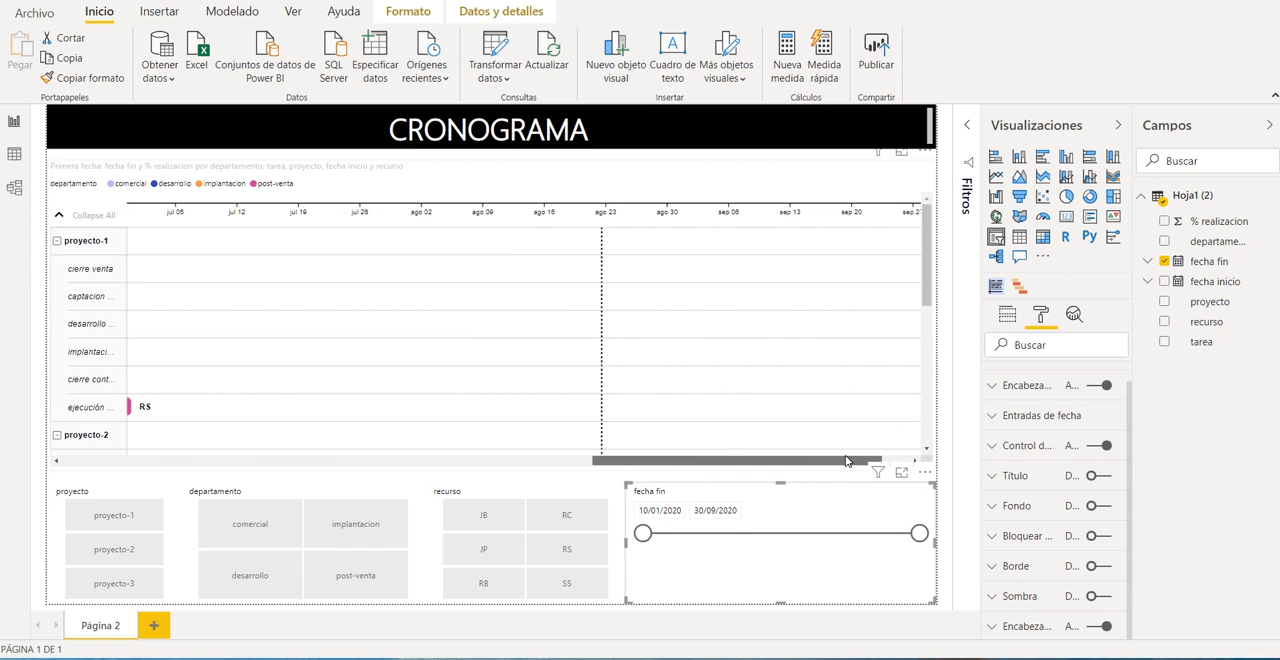 Archivo Inicio Insertar Modelado Ver Ayuda Formato Datos y detalles
Pegar
Cortar
Copia
Copiar formato
Portapapeles
Obtener datos
Excel
Conjuntos de datos de Power BI
SQL Server
Especificar datos
Orígenes recientes
Datos
Transformar datos
Actualizar
Consultas
Nuevo objeto visual
Cuadro de texto
Más objetos visuales
Insertar
Nueva medida
Medida rápida
Cálculos
Publicar
Compartir
CRONOGRAMA
Primera fecha: fecha fin y % realizacion por departamento, tarea, proyecto, fecha inicio y recurso
departamento comercial desarrollo implantacion post-venta
Collapse All
jul 05 jul 12 jul 19 jul 26 ago 02 ago 09 ago 16 ago 23 ago 30 sep 06 sep 13 sep 20 sep 27
proyecto-1
cierre venta
captacion ...
desarrollo ...
implantaci...
cierre cont...
ejecución ... RS
proyecto-2
proyecto
proyecto-1
proyecto-2
proyecto-3
departamento
comercial implantacion
desarrollo post-venta
recurso
JB RC
JP RS
RB SS
fecha fin
10/01/2020 30/09/2020
Página 2 +
PÁGINA 1 DE 1
Filtros
Visualizaciones
R Py
...
Buscar
Encabeza... A...
Entradas de fecha
Control d... A...
Título D...
Fondo D...
Bloquear ... D...
Borde D...
Sombra D...
Encabeza... A...
Campos
Buscar
Hoja1 (2)
Σ % realización
departame...
fecha fin
fecha inicio
proyecto
recurso
tarea